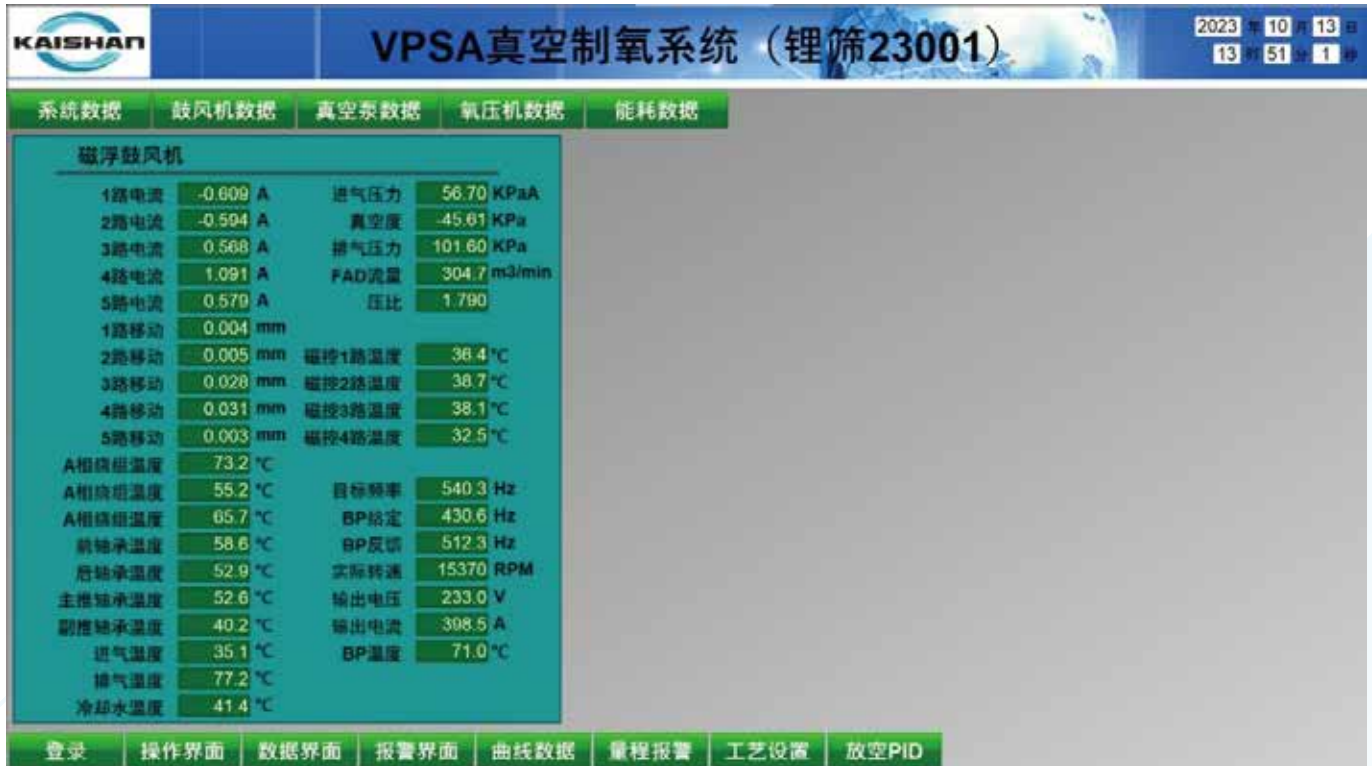 KAISHAN
VPSA真空制氧系统（锂筛23001）
2023 年 10 月 13 日
13 时 51 分 1 秒
系统数据 鼓风机数据 真空泵数据 氧压机数据 能耗数据
磁浮鼓风机
1路电流 -0.609 A 进气压力 56.70 KPaA
2路电流 -0.594 A 真空度 -45.61 KPa
3路电流 0.568 A 排气压力 101.60 KPa
4路电流 1.091 A FAD流量 304.7 m3/min
5路电流 0.579 A 压比 1.790
1路移动 0.004 mm
2路移动 0.005 mm 磁控1路温度 36.4 ℃
3路移动 0.028 mm 磁控2路温度 38.7 ℃
4路移动 0.031 mm 磁控3路温度 38.1 ℃
5路移动 0.003 mm 磁控4路温度 32.5 ℃
A相绕组温度 73.2 ℃
A相绕组温度 55.2 ℃ 目标频率 540.3 Hz
A相绕组温度 65.7 ℃ BP给定 430.6 Hz
前轴承温度 58.6 ℃ BP反馈 512.3 Hz
后轴承温度 52.9 ℃ 实际转速 15370 RPM
主推轴承温度 52.6 ℃ 输出电压 233.0 V
副推轴承温度 40.2 ℃ 输出电流 398.5 A
进气温度 35.1 ℃ BP温度 71.0 ℃
排气温度 77.2 ℃
冷却水温度 41.4 ℃
登录 操作界面 数据界面 报警界面 曲线数据 量程报警 工艺设置 放空PID